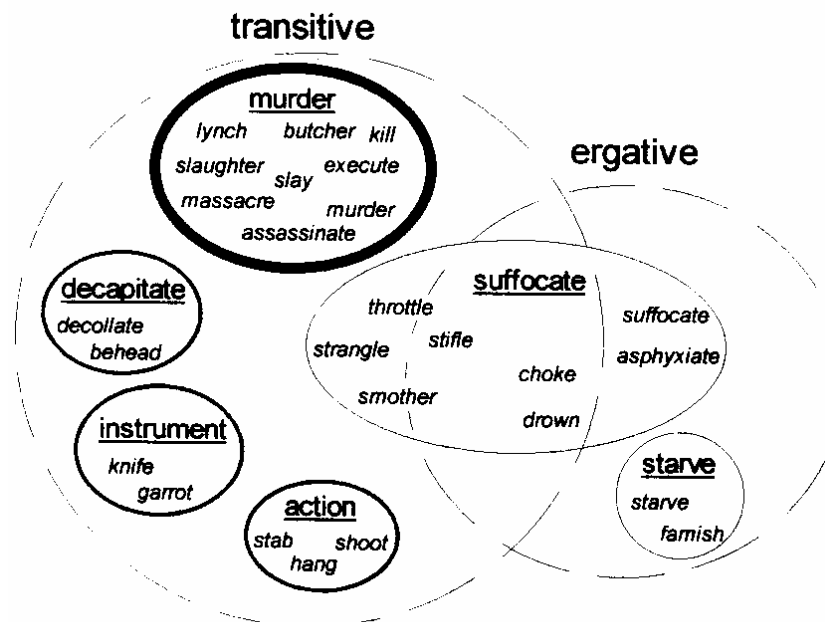 transitive
murder
lynch butcher kill
slaughter slay execute
massacre murder
assassinate
ergative
decapitate
decollate
behead
suffocate
throttle
strangle stifle
smother
choke
drown
suffocate
asphyxiate
instrument
knife
garrot
action
stab shoot
hang
starve
starve
famish